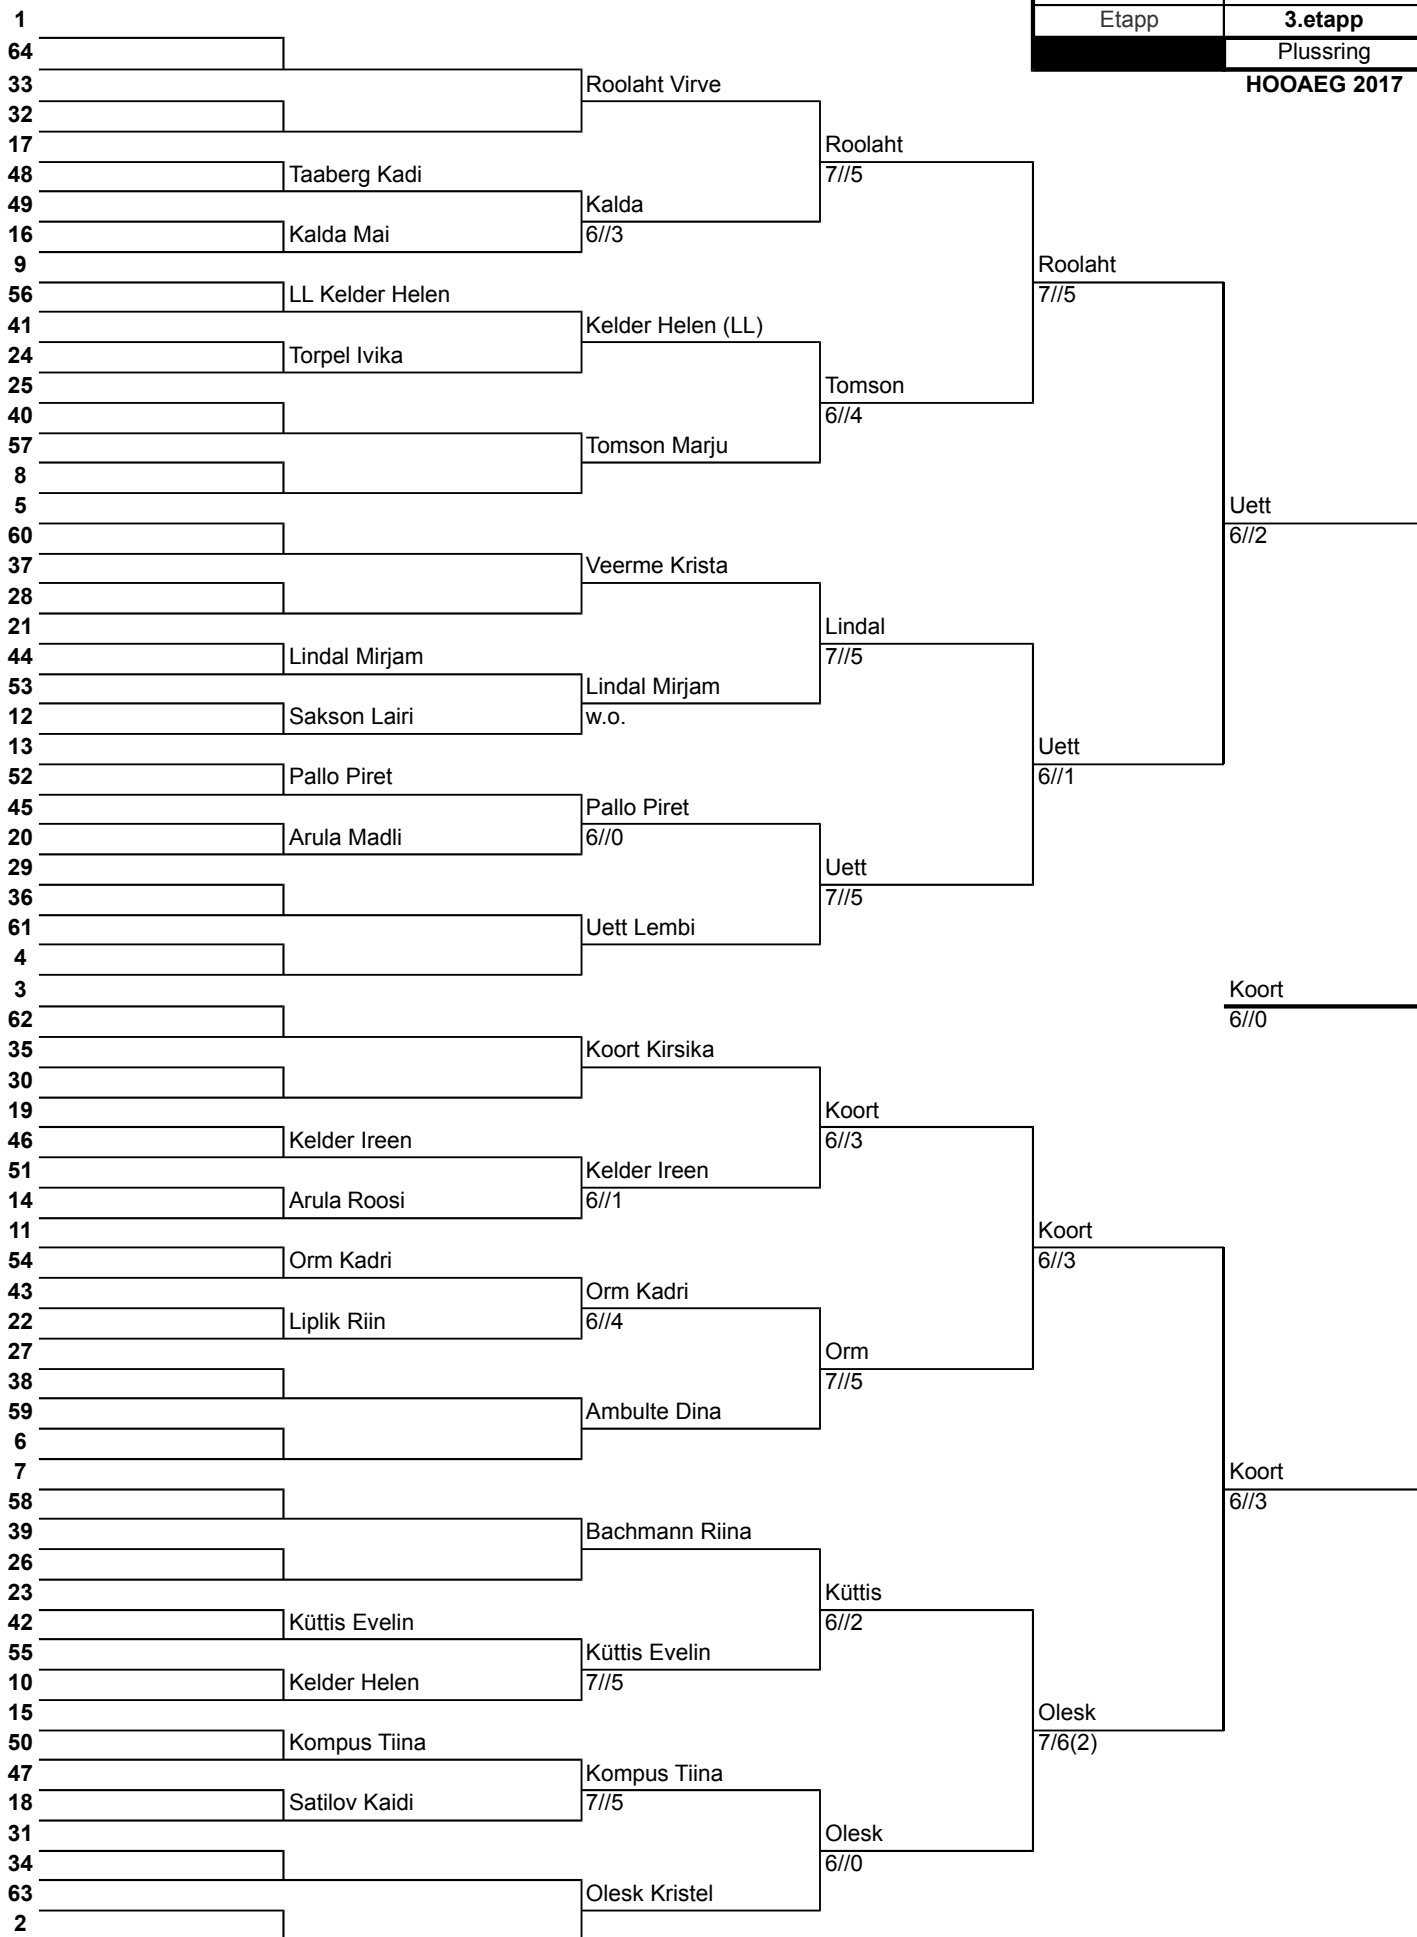 1
Etapp 3.etapp
64
Plussring
33 Roolaht Virve HOOAEG 2017
32
17 Roolaht
48 Taaberg Kadi 7//5
49 Kalda
16 Kalda Mai 6//3
9 Roolaht
56 LL Kelder Helen 7//5
41 Kelder Helen (LL)
24 Torpel Ivika
25 Tomson
40 6//4
57 Tomson Marju
8
5 Uett
60 6//2
37 Veerme Krista
28
21 Lindal
44 Lindal Mirjam 7//5
53 Lindal Mirjam
12 Sakson Lairi w.o.
13 Uett
52 Pallo Piret 6//1
45 Pallo Piret
20 Arula Madli 6//0
29 Uett
36 7//5
61 Uett Lembi
4
3 Koort
62 6//0
35 Koort Kirsika
30
19 Koort
46 Kelder Ireen 6//3
51 Kelder Ireen
14 Arula Roosi 6//1
11 Koort
54 Orm Kadri 6//3
43 Orm Kadri
22 Liplik Riin 6//4
27 Orm
38 7//5
59 Ambulte Dina
6
7 Koort
58 6//3
39 Bachmann Riina
26
23 Küttis
42 Küttis Evelin 6//2
55 Küttis Evelin
10 Kelder Helen 7//5
15 Olesk
50 Kompus Tiina 7/6(2)
47 Kompus Tiina
18 Satilov Kaidi 7//5
31 Olesk
34 6//0
63 Olesk Kristel
2